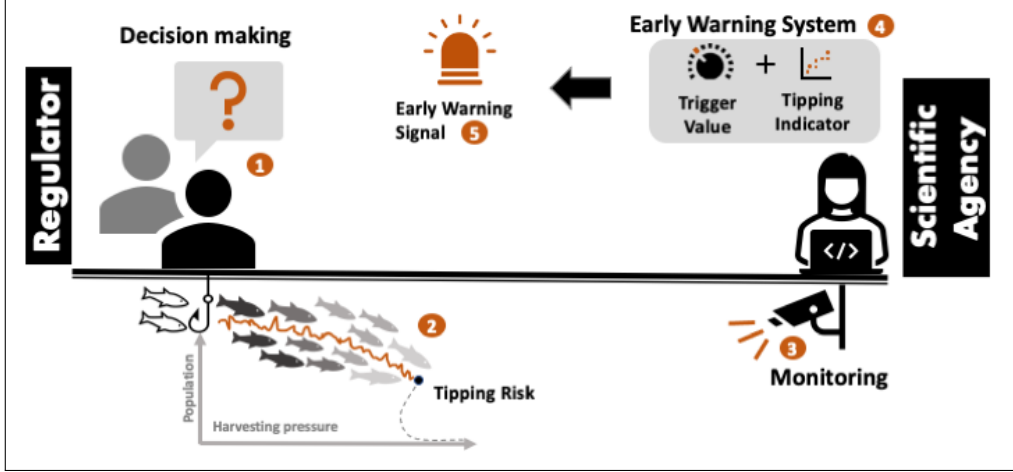 Decision making
Early Warning System 4
Trigger
Value
+
Tipping
Indicator
Early Warning
Signal 5
?
1
Regulator
Scientific
Agency
</>
2
3
Monitoring
Tipping Risk
Population
Harvesting pressure